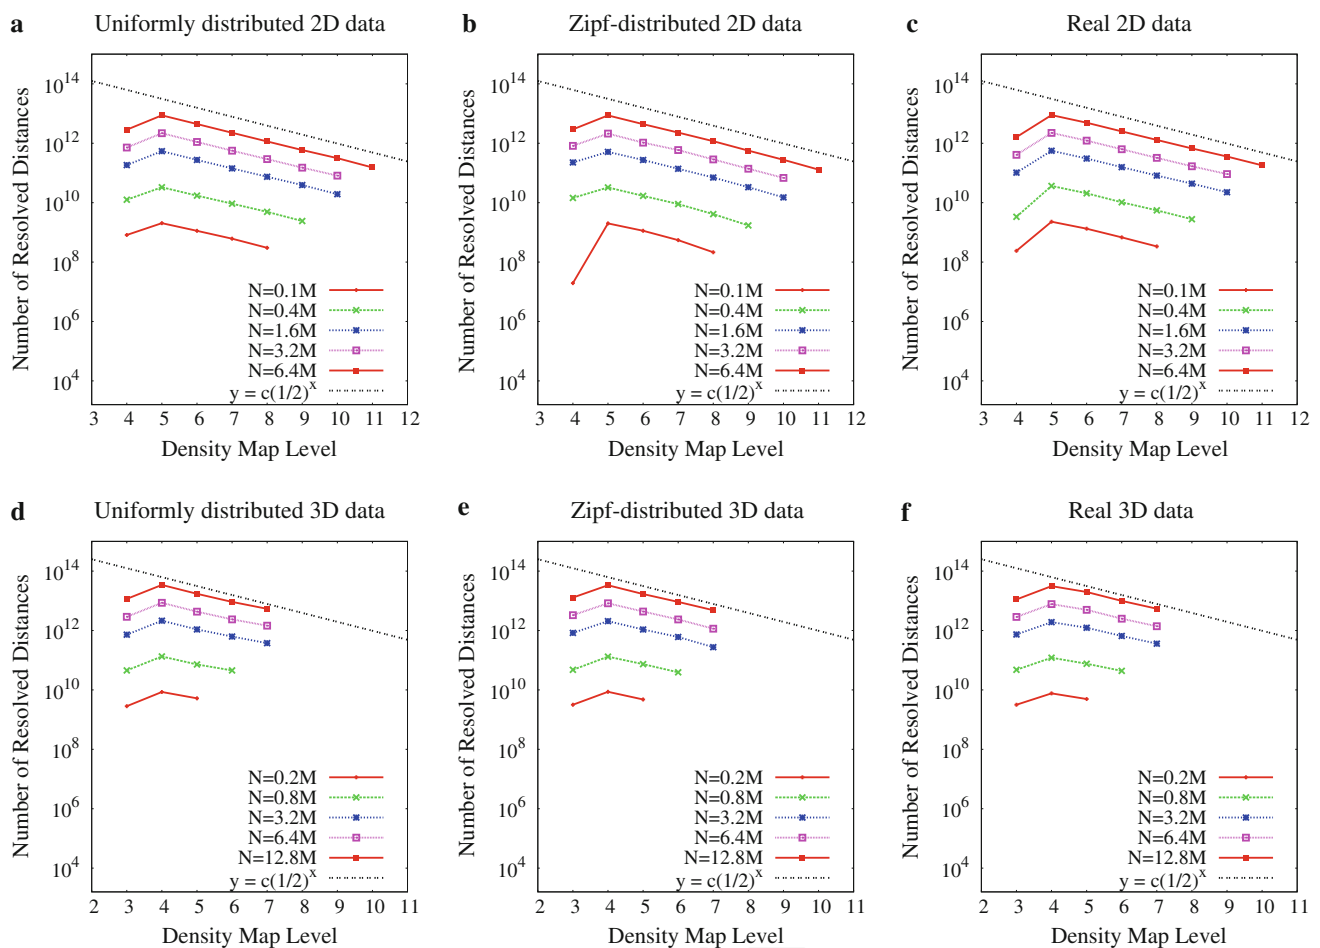 a Uniformly distributed 2D data
Number of Resolved Distances
10^14
10^12
10^10
10^8
10^6
10^4
N=0.1M
N=0.4M
N=1.6M
N=3.2M
N=6.4M
y = c(1/2)^x
3 4 5 6 7 8 9 10 11 12
Density Map Level
b Zipf-distributed 2D data
Number of Resolved Distances
10^14
10^12
10^10
10^8
10^6
10^4
N=0.1M
N=0.4M
N=1.6M
N=3.2M
N=6.4M
y = c(1/2)^x
3 4 5 6 7 8 9 10 11 12
Density Map Level
c Real 2D data
Number of Resolved Distances
10^14
10^12
10^10
10^8
10^6
10^4
N=0.1M
N=0.4M
N=1.6M
N=3.2M
N=6.4M
y = c(1/2)^x
3 4 5 6 7 8 9 10 11 12
Density Map Level
d Uniformly distributed 3D data
Number of Resolved Distances
10^14
10^12
10^10
10^8
10^6
10^4
N=0.2M
N=0.8M
N=3.2M
N=6.4M
N=12.8M
y = c(1/2)^x
2 3 4 5 6 7 8 9 10 11
Density Map Level
e Zipf-distributed 3D data
Number of Resolved Distances
10^14
10^12
10^10
10^8
10^6
10^4
N=0.2M
N=0.8M
N=3.2M
N=6.4M
N=12.8M
y = c(1/2)^x
2 3 4 5 6 7 8 9 10 11
Density Map Level
f Real 3D data
Number of Resolved Distances
10^14
10^12
10^10
10^8
10^6
10^4
N=0.2M
N=0.8M
N=3.2M
N=6.4M
N=12.8M
y = c(1/2)^x
2 3 4 5 6 7 8 9 10 11
Density Map Level